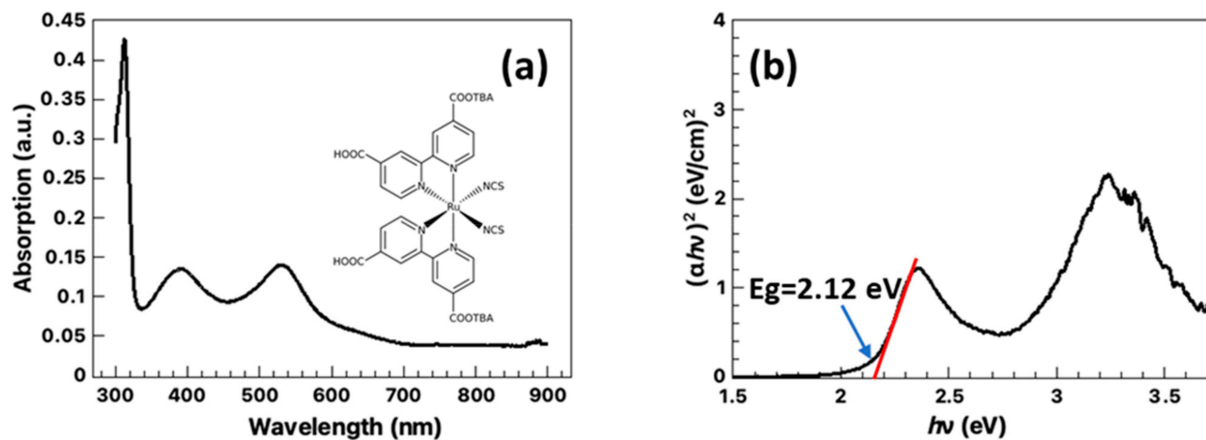 (a)
Absorption (a.u.)
0.45
0.4
0.35
0.3
0.25
0.2
0.15
0.1
0.05
0
300 400 500 600 700 800 900
Wavelength (nm)
COOTBA
HOOC
N
N
NCS
Ru
NCS
N
N
HOOC
COOTBA
(b)
(αhν)² (eV/cm)²
4
3
2
1
0
Eg=2.12 eV
1.5 2 2.5 3 3.5
hν (eV)